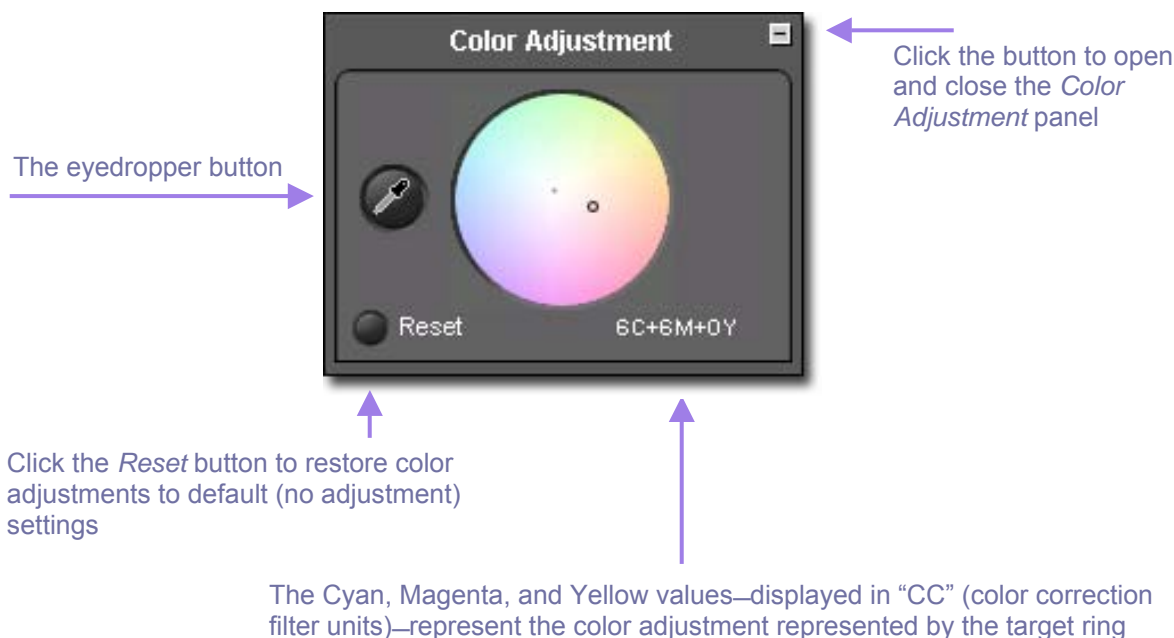 Color Adjustment
Click the button to open
and close the Color
Adjustment panel
The eyedropper button
Reset
6C+6M+0Y
Click the Reset button to restore color
adjustments to default (no adjustment)
settings
The Cyan, Magenta, and Yellow values—displayed in “CC” (color correction
filter units)—represent the color adjustment represented by the target ring